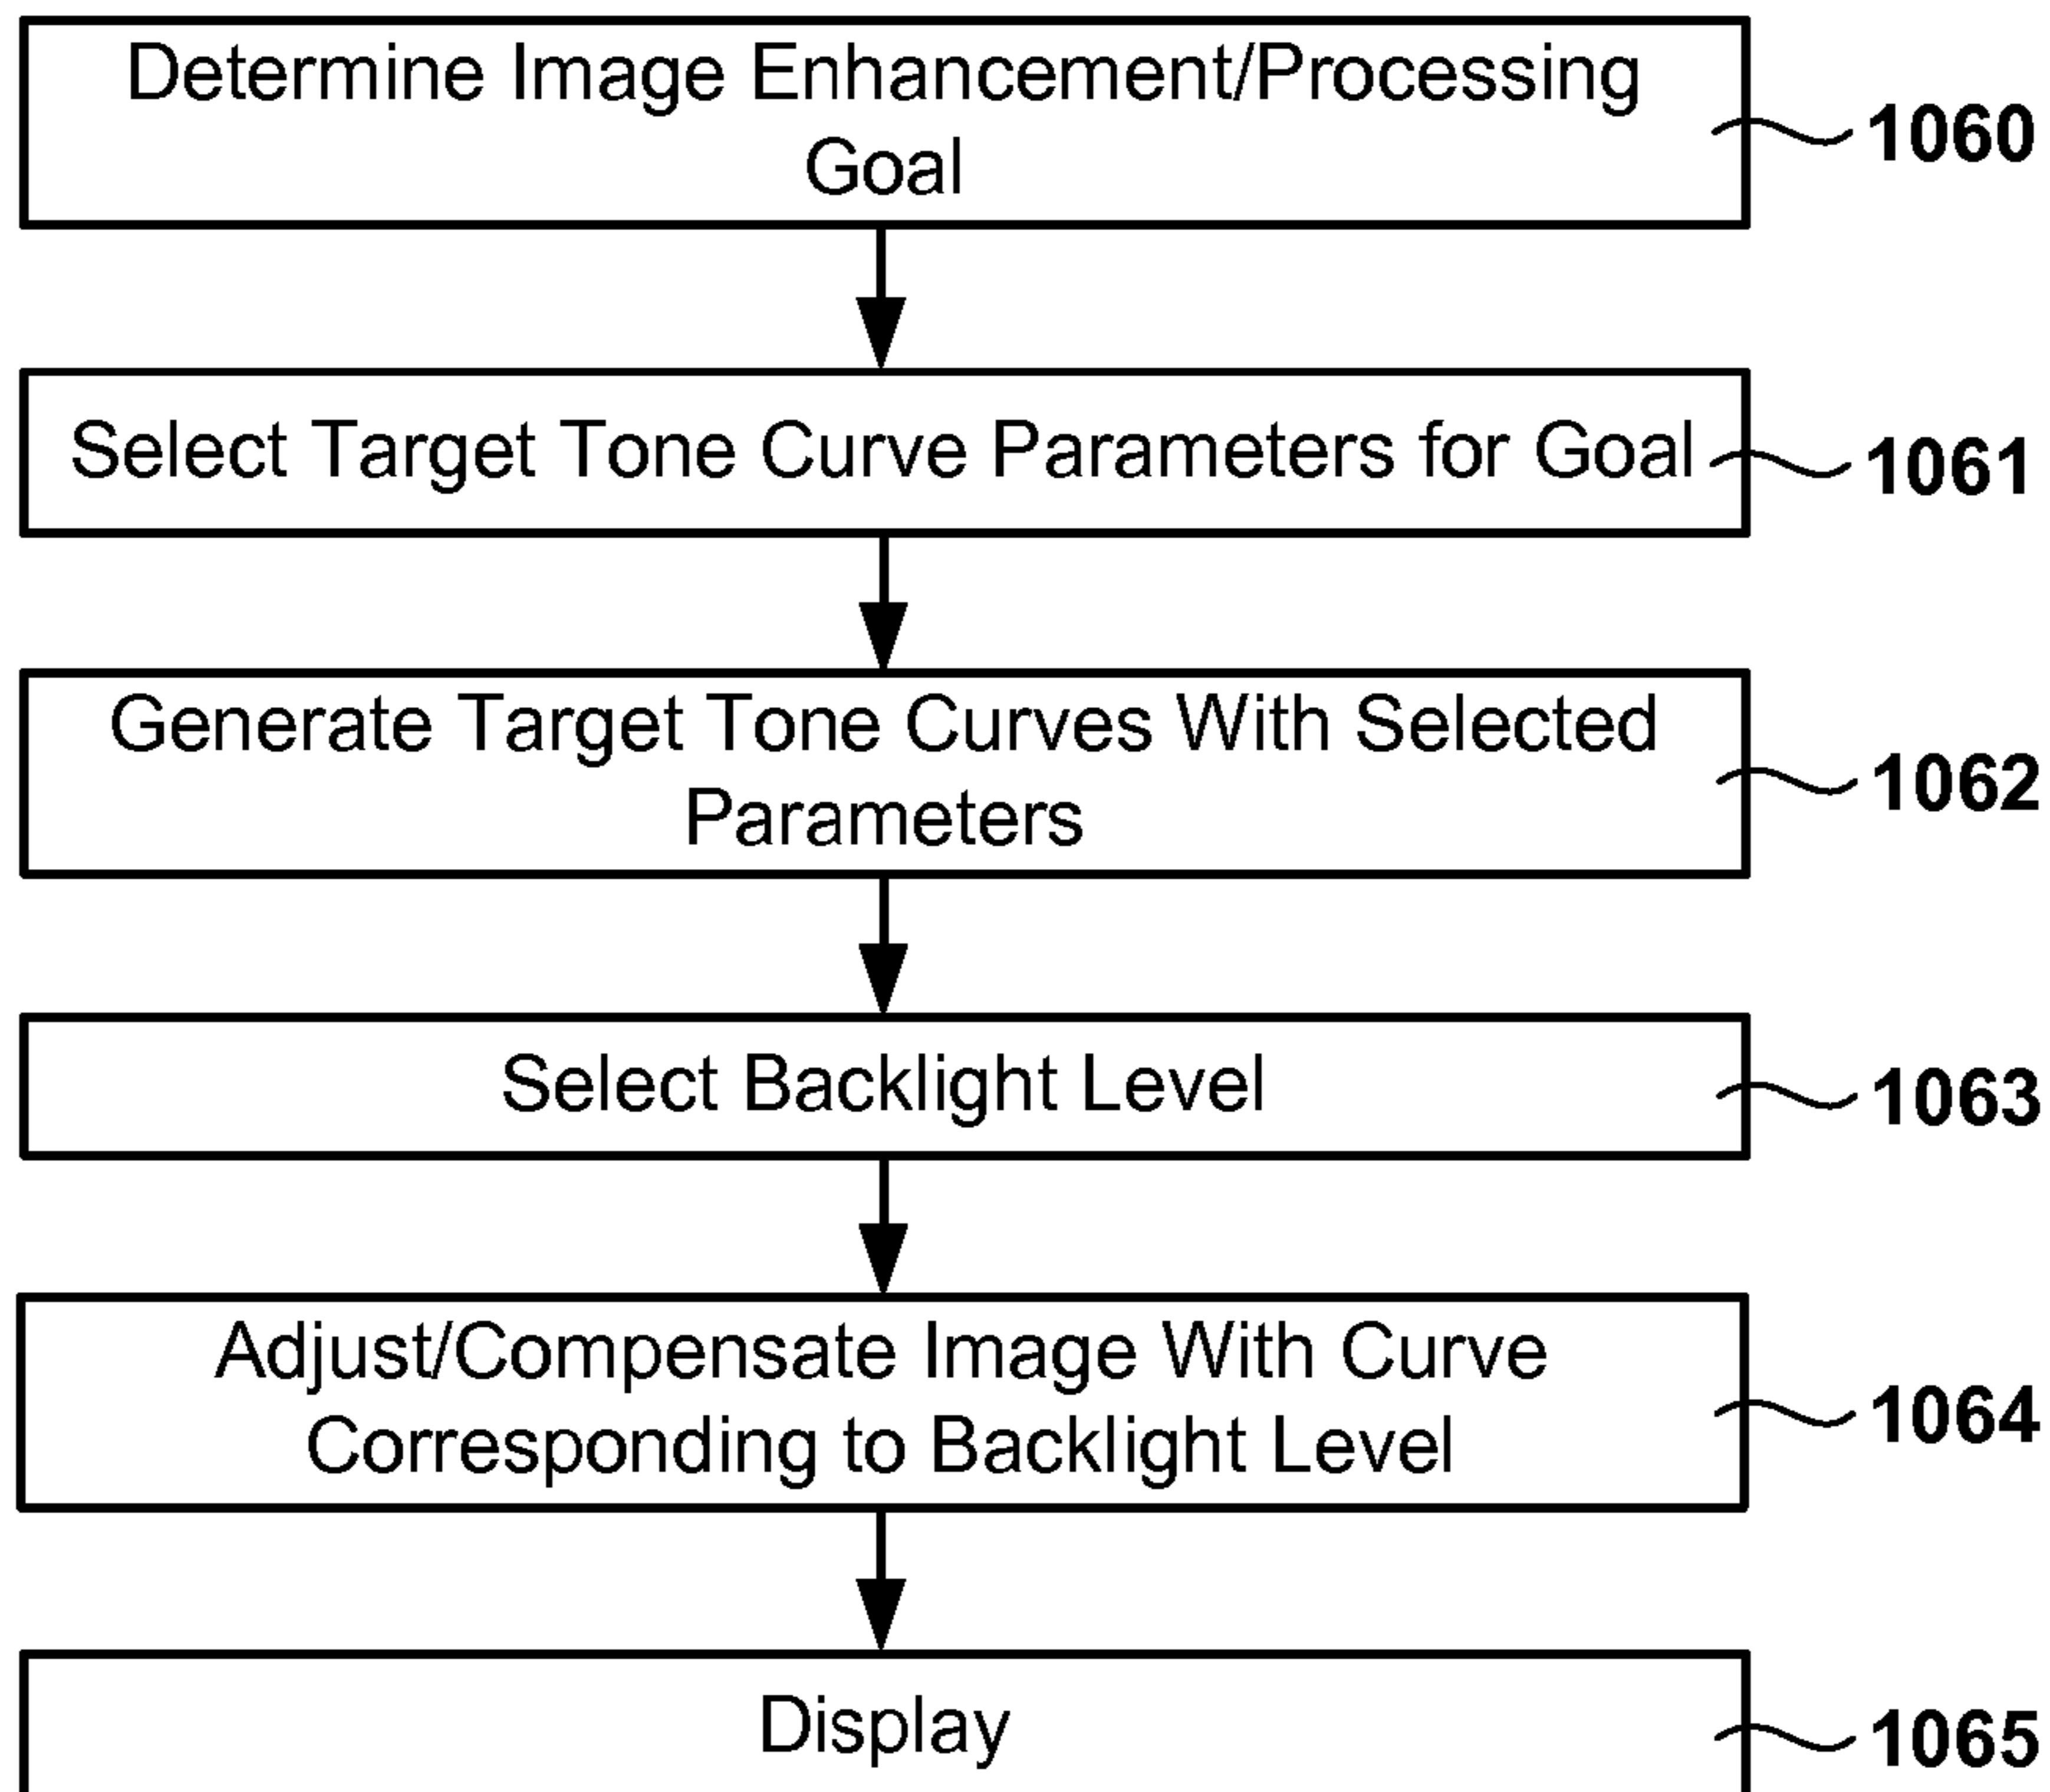 Determine Image Enhancement/Processing
Goal
1060
Select Target Tone Curve Parameters for Goal
1061
Generate Target Tone Curves With Selected
Parameters
1062
Select Backlight Level
1063
Adjust/Compensate Image With Curve
Corresponding to Backlight Level
1064
Display
1065